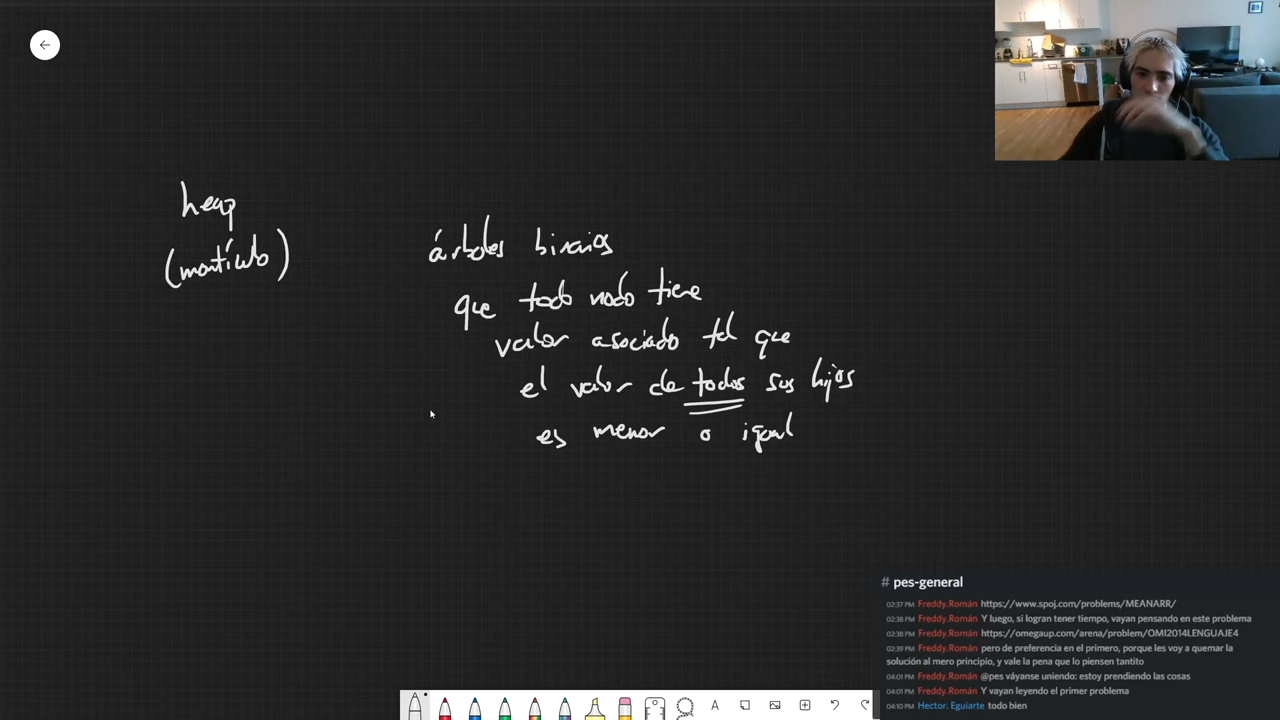 heap
(montículo)
árboles binarios
que todo nodo tiene
valor asociado tal que
el valor de todos sus hijos
es menor o igual
# pes-general
02:37 PM Freddy.Román https://www.spoj.com/problems/MEANARR/
02:38 PM Freddy.Román Y luego, si logran tener tiempo, vayan pensando en este problema
02:38 PM Freddy.Román https://omegaup.com/arena/problem/OMI2014LENGUAJE4
02:39 PM Freddy.Román pero de preferencia en el primero, porque les voy a quemar la
solución al mero principio, y vale la pena que lo piensen tantito
04:01 PM Freddy.Román @pes váyanse uniendo: estoy prendiendo las cosas
04:01 PM Freddy.Román Y vayan leyendo el primer problema
04:10 PM Hector. Eguiarte todo bien